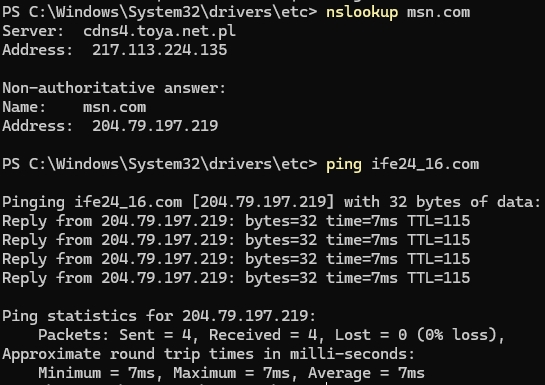 PS C:\Windows\System32\drivers\etc> nslookup msn.com
Server:  cdns4.toya.net.pl
Address:  217.113.224.135

Non-authoritative answer:
Name:    msn.com
Address:  204.79.197.219

PS C:\Windows\System32\drivers\etc> ping ife24_16.com

Pinging ife24_16.com [204.79.197.219] with 32 bytes of data:
Reply from 204.79.197.219: bytes=32 time=7ms TTL=115
Reply from 204.79.197.219: bytes=32 time=7ms TTL=115
Reply from 204.79.197.219: bytes=32 time=7ms TTL=115
Reply from 204.79.197.219: bytes=32 time=7ms TTL=115

Ping statistics for 204.79.197.219:
    Packets: Sent = 4, Received = 4, Lost = 0 (0% loss),
Approximate round trip times in milli-seconds:
    Minimum = 7ms, Maximum = 7ms, Average = 7ms